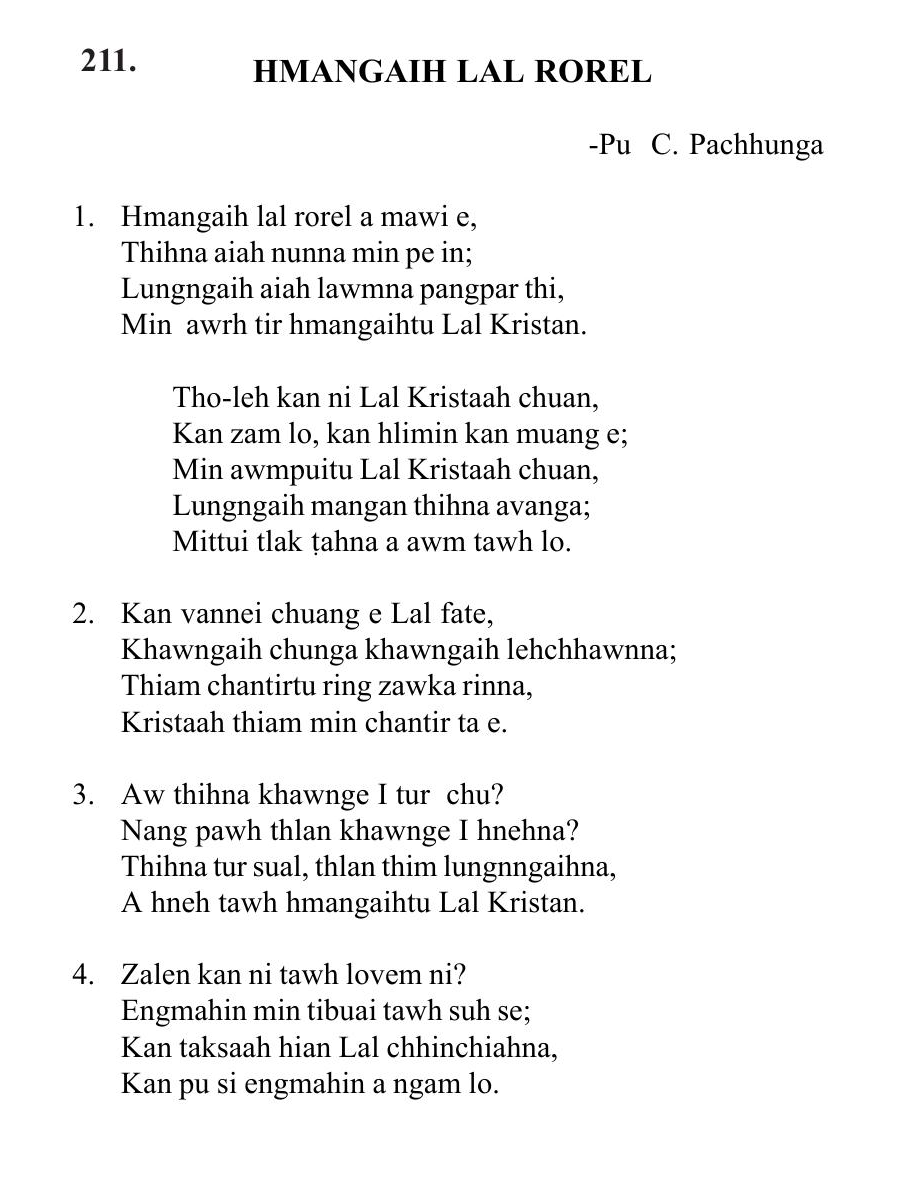 211.
HMANGAIH LAL ROREL
-Pu C. Pachhunga
1. Hmangaih lal rorel a mawi e,
Thihna aiah nunna min pe in;
Lungngaih aiah lawmna pangpar thi,
Min awrh tir hmangaihtu Lal Kristan.
Tho-leh kan ni Lal Kristaah chuan,
Kan zam lo, kan hlimin kan muang e;
Min awmpuitu Lal Kristaah chuan,
Lungngaih mangan thihna avanga;
Mittui tlak ṭahna a awm tawh lo.
2. Kan vannei chuang e Lal fate,
Khawngaih chunga khawngaih lehchhawnna;
Thiam chantirtu ring zawka rinna,
Kristaah thiam min chantir ta e.
3. Aw thihna khawnge I tur chu?
Nang pawh thlan khawnge I hnehna?
Thihna tur sual, thlan thim lungnngaihna,
A hneh tawh hmangaihtu Lal Kristan.
4. Zalen kan ni tawh lovem ni?
Engmahin min tibuai tawh suh se;
Kan taksaah hian Lal chhinchiahna,
Kan pu si engmahin a ngam lo.